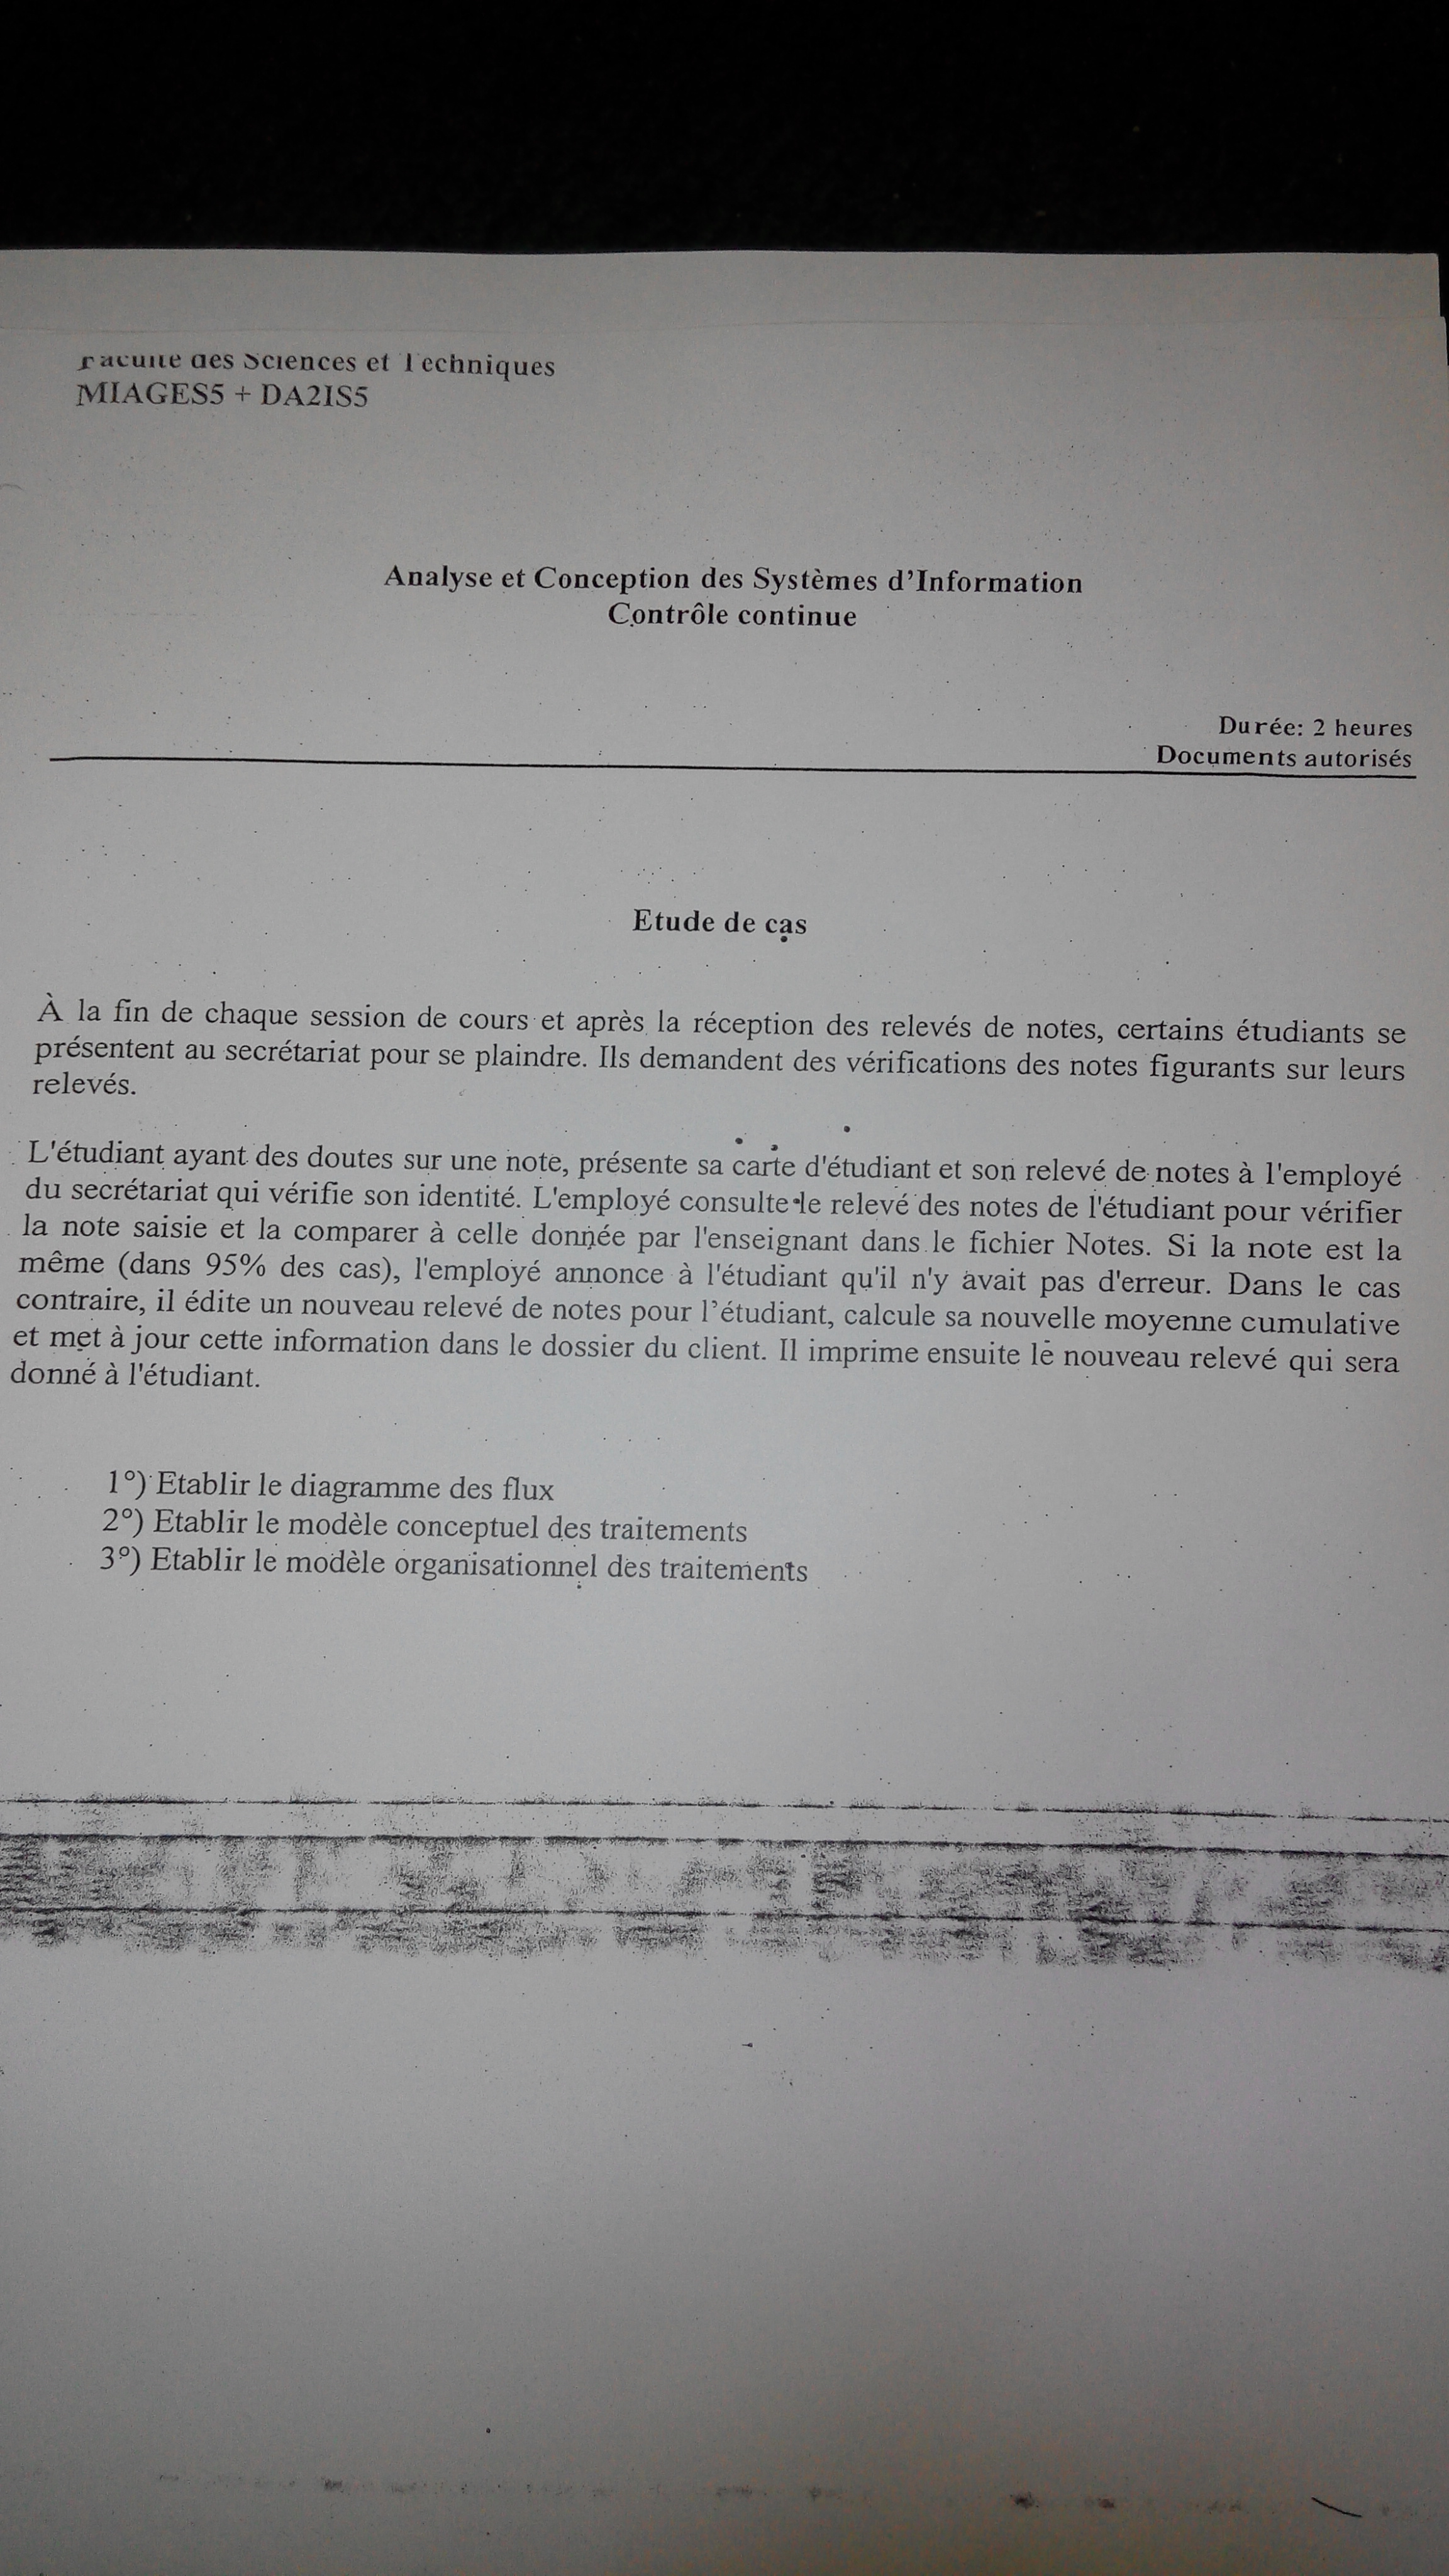 Faculté des Sciences et Techniques
MIAGES5 + DA2IS5
Analyse et Conception des Systèmes d'Information
Contrôle continue
Durée: 2 heures
Documents autorisés
Etude de cas
À la fin de chaque session de cours et après la réception des relevés de notes, certains étudiants se
présentent au secrétariat pour se plaindre. Ils demandent des vérifications des notes figurants sur leurs
relevés.
L'étudiant ayant des doutes sur une note, présente sa carte d'étudiant et son relevé de notes à l'employé
du secrétariat qui vérifie son identité. L'employé consulte le relevé des notes de l'étudiant pour vérifier
la note saisie et la comparer à celle donnée par l'enseignant dans le fichier Notes. Si la note est la
même (dans 95% des cas), l'employé annonce à l'étudiant qu'il n'y avait pas d'erreur. Dans le cas
contraire, il édite un nouveau relevé de notes pour l'étudiant, calcule sa nouvelle moyenne cumulative
et met à jour cette information dans le dossier du client. Il imprime ensuite le nouveau relevé qui sera
donné à l'étudiant.
1°) Etablir le diagramme des flux
2°) Etablir le modèle conceptuel des traitements
3°) Etablir le modèle organisationnel des traitements